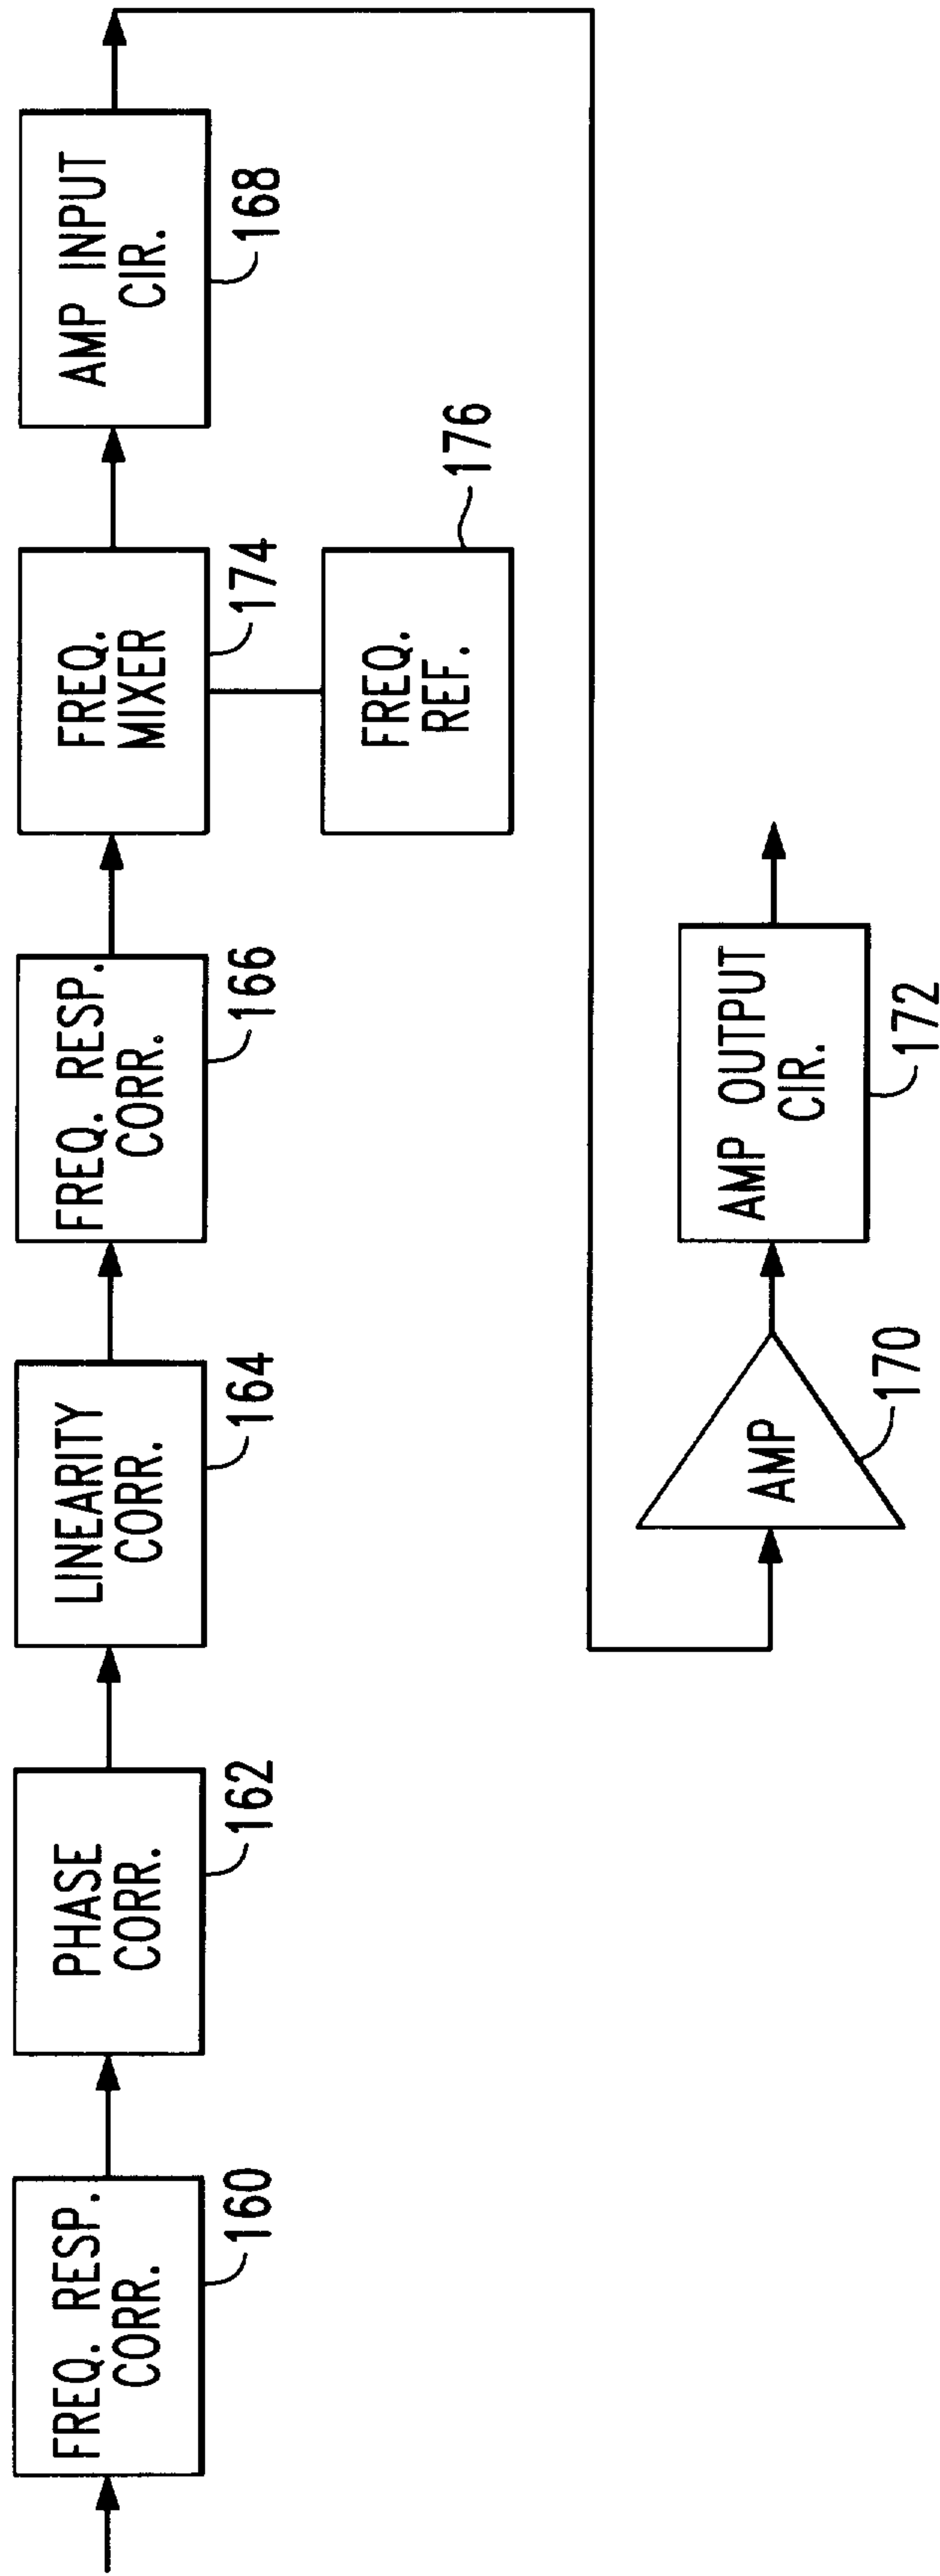 FREQ. RESP.
CORR.
160
PHASE
CORR.
162
LINEARITY
CORR.
164
FREQ. RESP.
CORR.
166
FREQ.
MIXER
174
FREQ.
REF.
176
AMP INPUT
CIR.
168
AMP
170
AMP OUTPUT
CIR.
172